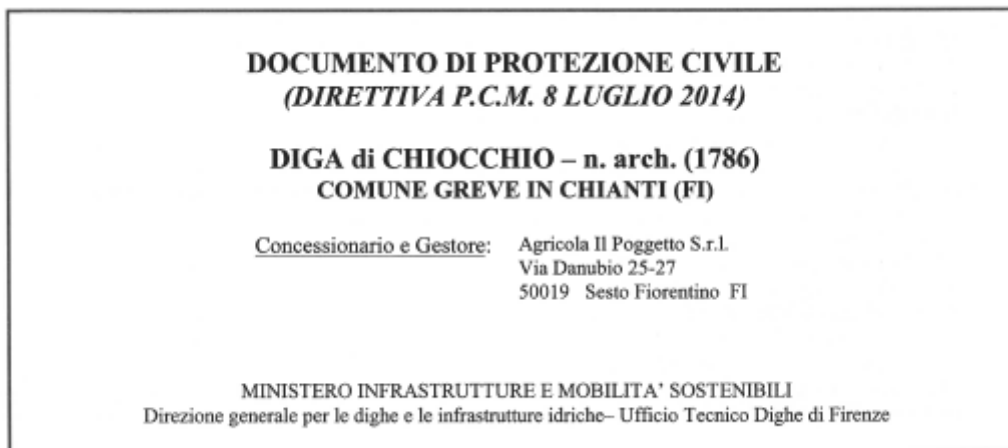 DOCUMENTO DI PROTEZIONE CIVILE
(DIRETTIVA P.C.M. 8 LUGLIO 2014)
DIGA di CHIOCCHIO – n. arch. (1786)
COMUNE GREVE IN CHIANTI (FI)
Concessionario e Gestore: Agricola Il Poggetto S.r.l.
Via Danubio 25-27
50019 Sesto Fiorentino FI
MINISTERO INFRASTRUTTURE E MOBILITA' SOSTENIBILI
Direzione generale per le dighe e le infrastrutture idriche– Ufficio Tecnico Dighe di Firenze